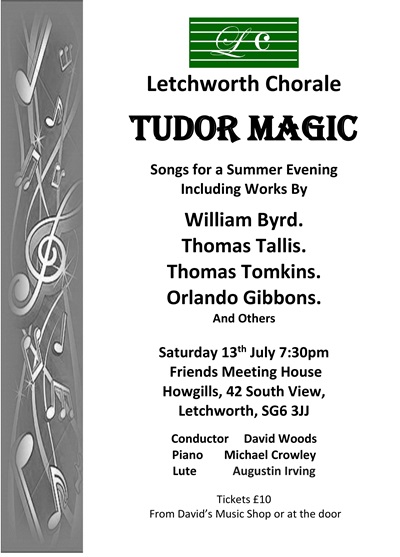 Lc
Letchworth Chorale
TUDOR MAGIC
Songs for a Summer Evening
Including Works By
William Byrd.
Thomas Tallis.
Thomas Tomkins.
Orlando Gibbons.
And Others
Saturday 13th July 7:30pm
Friends Meeting House
Howgills, 42 South View,
Letchworth, SG6 3JJ
Conductor David Woods
Piano Michael Crowley
Lute Augustin Irving
Tickets £10
From David's Music Shop or at the door